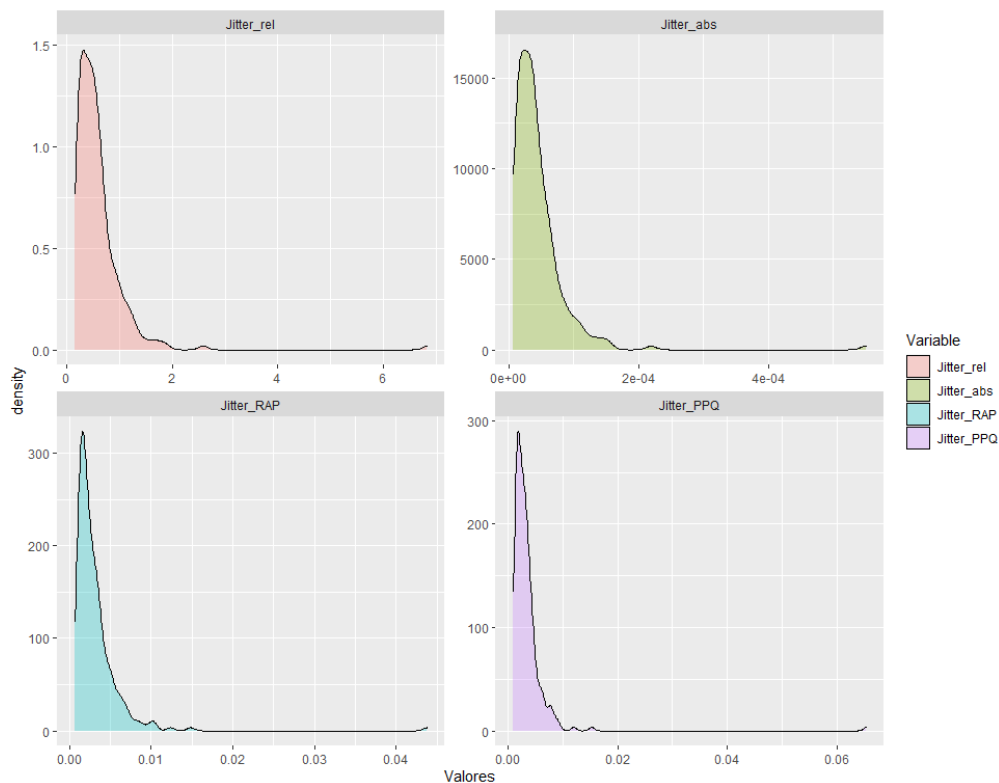 Jitter_rel
Jitter_abs
1.5
1.0
0.5
0.0
0
2
4
6
15000
10000
5000
0
0e+00
2e-04
4e-04
density
Jitter_RAP
Jitter_PPQ
300
200
100
0
0.00
0.01
0.02
0.03
0.04
300
200
100
0
0.00
0.02
0.04
0.06
Valores
Variable
Jitter_rel
Jitter_abs
Jitter_RAP
Jitter_PPQ